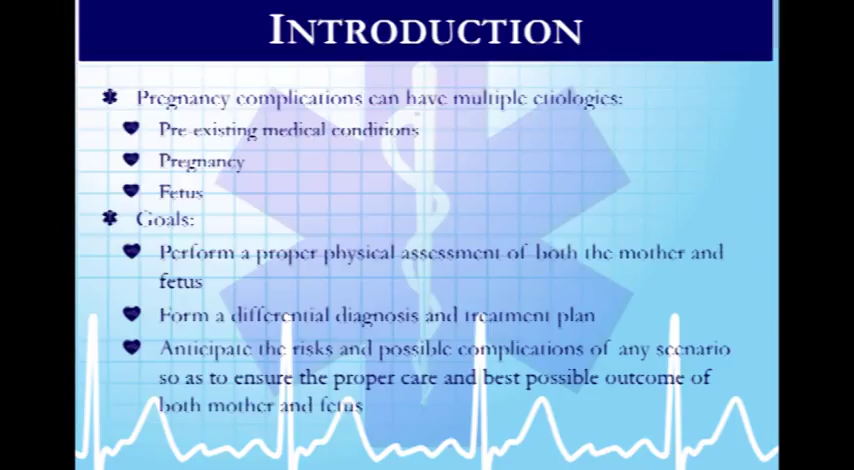 INTRODUCTION
Pregnancy complications can have multiple etiologies:
Pre-existing medical conditions
Pregnancy
Fetus
Goals:
Perform a proper physical assessment of both the mother and
fetus
Form a differential diagnosis and treatment plan
Anticipate the risks and possible complications of any scenario
so as to ensure the proper care and best possible outcome of
both mother and fetus